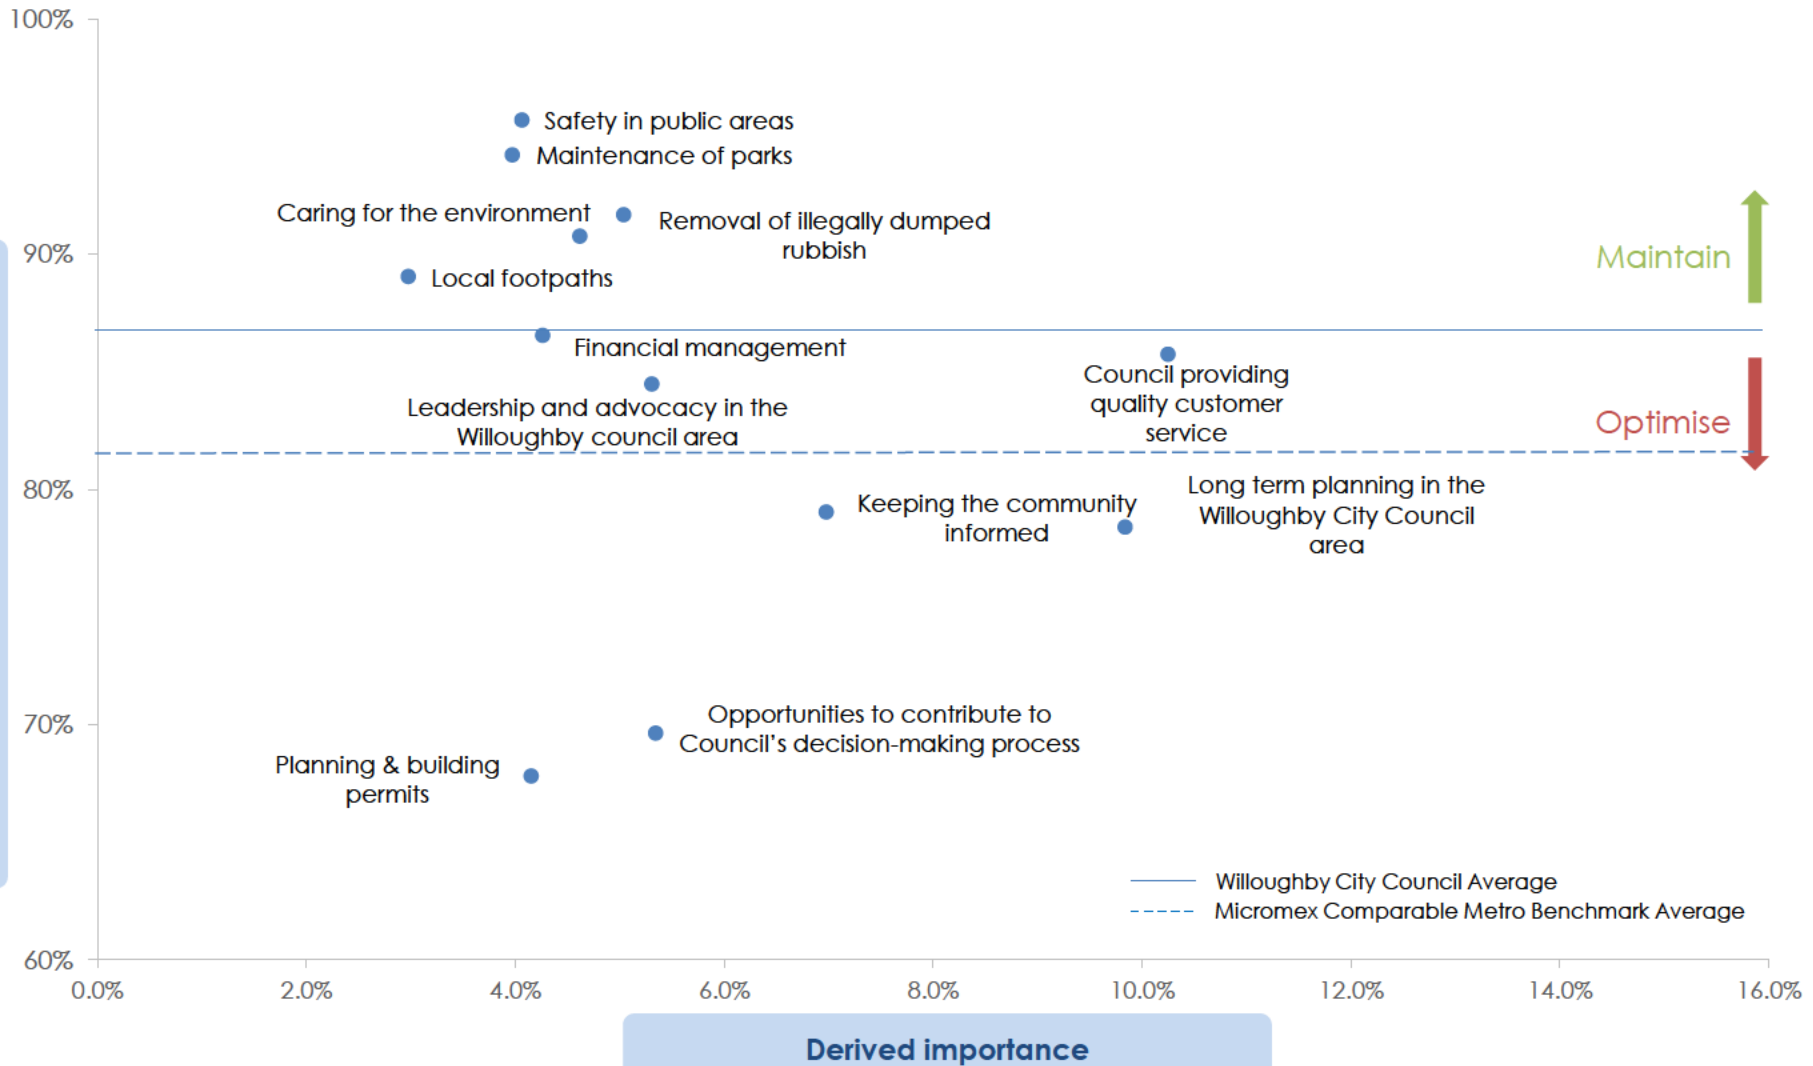 100%
Safety in public areas
Maintenance of parks
Caring for the environment
Removal of illegally dumped
rubbish
90%
Maintain
Local footpaths
Financial management
Council providing
quality customer
service
Leadership and advocacy in the
Willoughby council area
Optimise
80%
Keeping the community
informed
Long term planning in the
Willoughby City Council
area
70%
Opportunities to contribute to
Council's decision-making process
Planning & building
permits
Willoughby City Council Average
Micromex Comparable Metro Benchmark Average
60%
0.0% 2.0% 4.0% 6.0% 8.0% 10.0% 12.0% 14.0% 16.0%
Derived importance